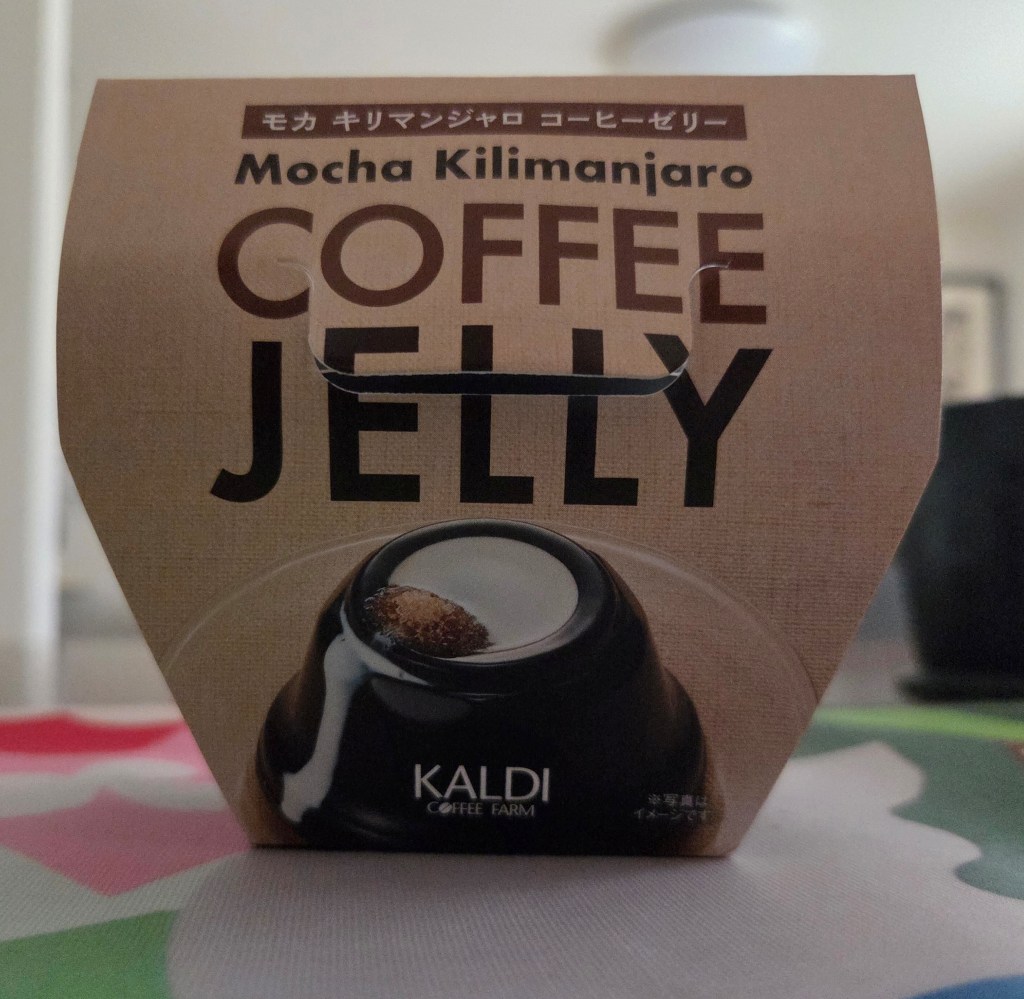 モカ キリマンジャロ コーヒーゼリー
Mocha Kilimanjaro
COFFEE
JELLY
KALDI
COFFEE FARM
※写真は
イメージです